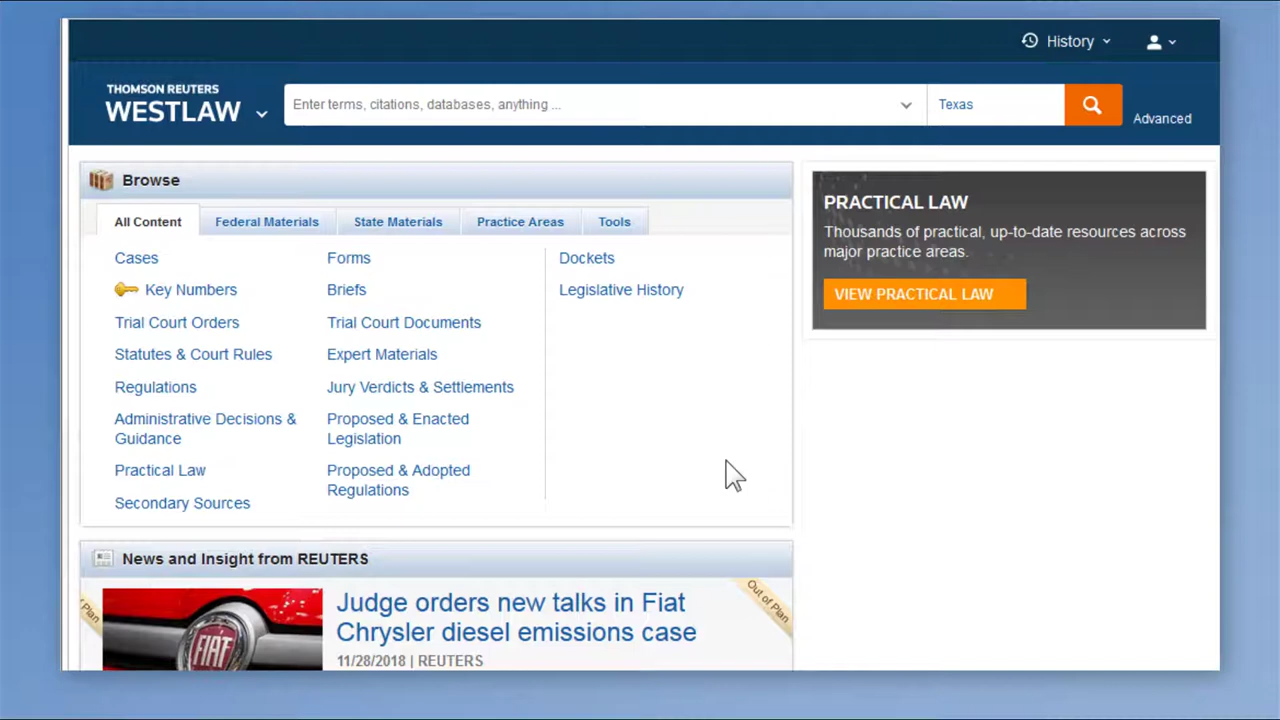 History
THOMSON REUTERS
WESTLAW
Enter terms, citations, databases, anything ...
Texas
Advanced
Browse
All Content
Federal Materials
State Materials
Practice Areas
Tools
Cases
Key Numbers
Trial Court Orders
Statutes & Court Rules
Regulations
Administrative Decisions &
Guidance
Practical Law
Secondary Sources
Forms
Briefs
Trial Court Documents
Expert Materials
Jury Verdicts & Settlements
Proposed & Enacted
Legislation
Proposed & Adopted
Regulations
Dockets
Legislative History
PRACTICAL LAW
Thousands of practical, up-to-date resources across
major practice areas.
VIEW PRACTICAL LAW
News and Insight from REUTERS
f Plan
FIAT
Judge orders new talks in Fiat
Chrysler diesel emissions case
11/28/2018 | REUTERS
Out of Plan